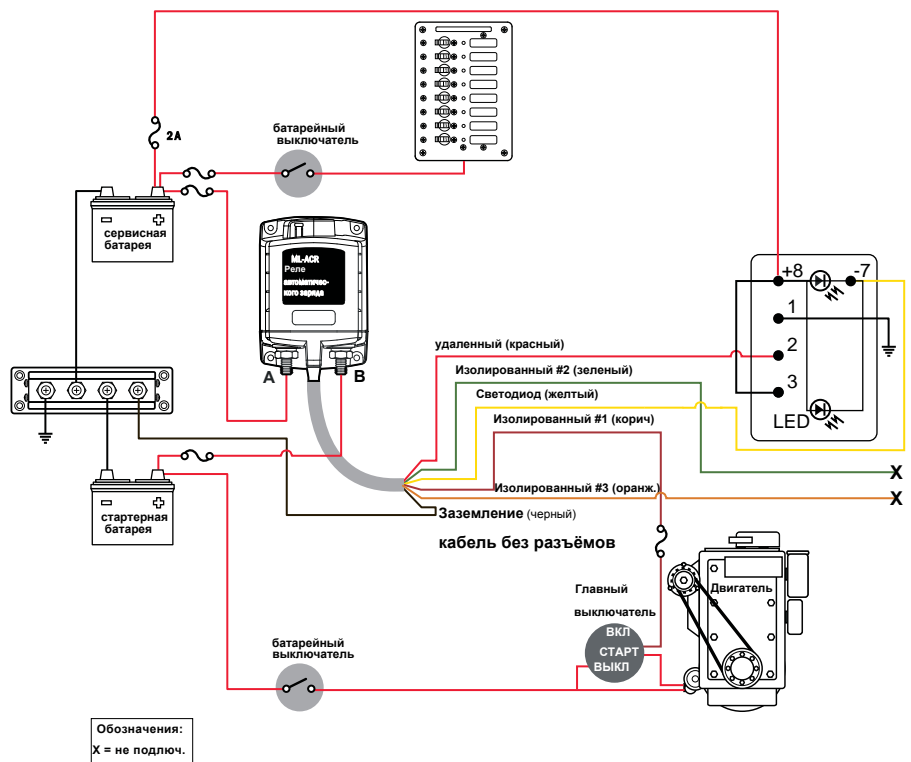 2A
батарейный
выключатель
сервисная
батарея
ML-ACR
Реле
автоматичес-
кого заряда
A
B
+8
-7
1
2
3
LED
удаленный (красный)
Изолированный #2 (зеленый)
Светодиод (желтый)
Изолированный #1 (корич)
X
Изолированный #3 (оранж.)
X
Заземление (черный)
кабель без разъёмов
стартерная
батарея
Двигатель
Главный
выключатель
ВКЛ
СТАРТ
ВЫКЛ
батарейный
выключатель
Обозначения:
X = не подлюч.